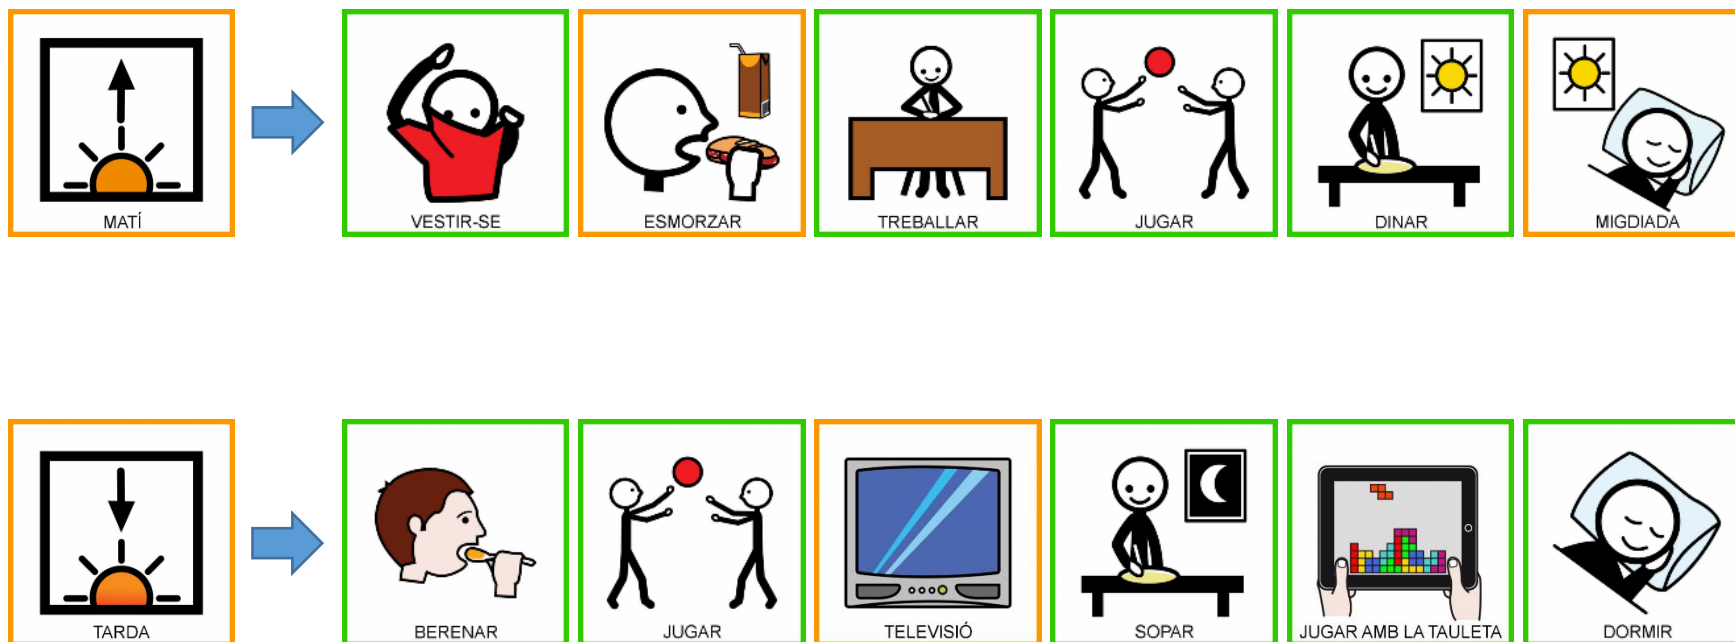 MATÍ
VESTIR-SE
ESMORZAR
TREBALLAR
JUGAR
DINAR
MIGDIADA
TARDA
BERENAR
JUGAR
TELEVISIÓ
SOPAR
JUGAR AMB LA TAULETA
DORMIR